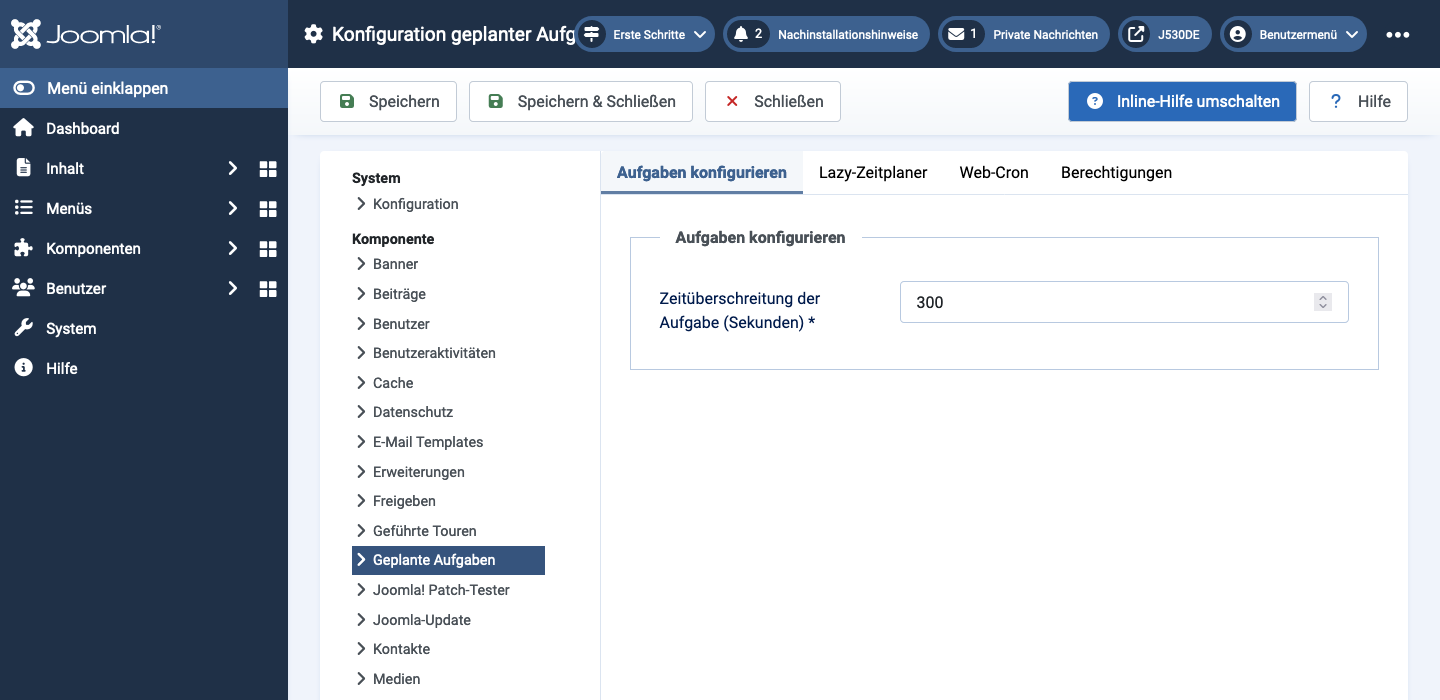 Joomla!®
Konfiguration geplanter Aufg
Erste Schritte
2 Nachinstallationshinweise
1 Private Nachrichten
J530DE
Benutzermenü
Menü einklappen
Dashboard
Inhalt
Menüs
Komponenten
Benutzer
System
Hilfe
Speichern
Speichern & Schließen
Schließen
Inline-Hilfe umschalten
? Hilfe
System
Konfiguration
Komponente
Banner
Beiträge
Benutzer
Benutzeraktivitäten
Cache
Datenschutz
E-Mail Templates
Erweiterungen
Freigeben
Geführte Touren
Geplante Aufgaben
Joomla! Patch-Tester
Joomla-Update
Kontakte
Medien
Aufgaben konfigurieren
Lazy-Zeitplaner
Web-Cron
Berechtigungen
Aufgaben konfigurieren
Zeitüberschreitung der
Aufgabe (Sekunden) *
300